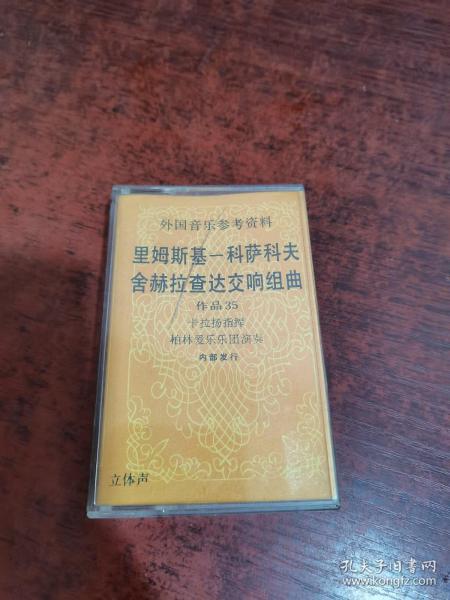 外国音乐参考资料
里姆斯基—科萨科夫
舍赫拉查达交响组曲
作品35
卡拉扬指挥
柏林爱乐乐团演奏
内部发行
立体声
孔夫子旧书网
www.kongfz.com